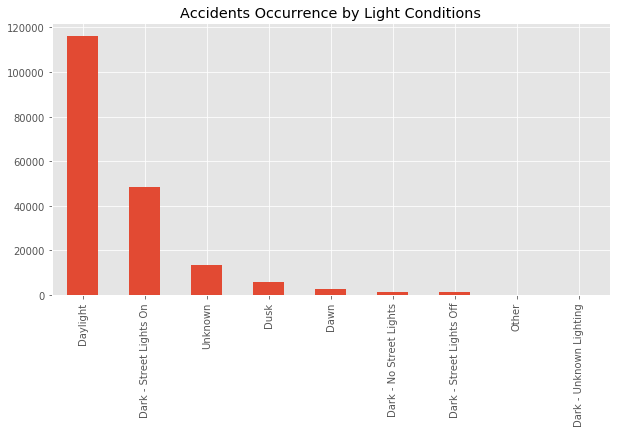 Accidents Occurrence by Light Conditions
120000
100000
80000
60000
40000
20000
0
Daylight
Dark - Street Lights On
Unknown
Dusk
Dawn
Dark - No Street Lights
Dark - Street Lights Off
Other
Dark - Unknown Lighting